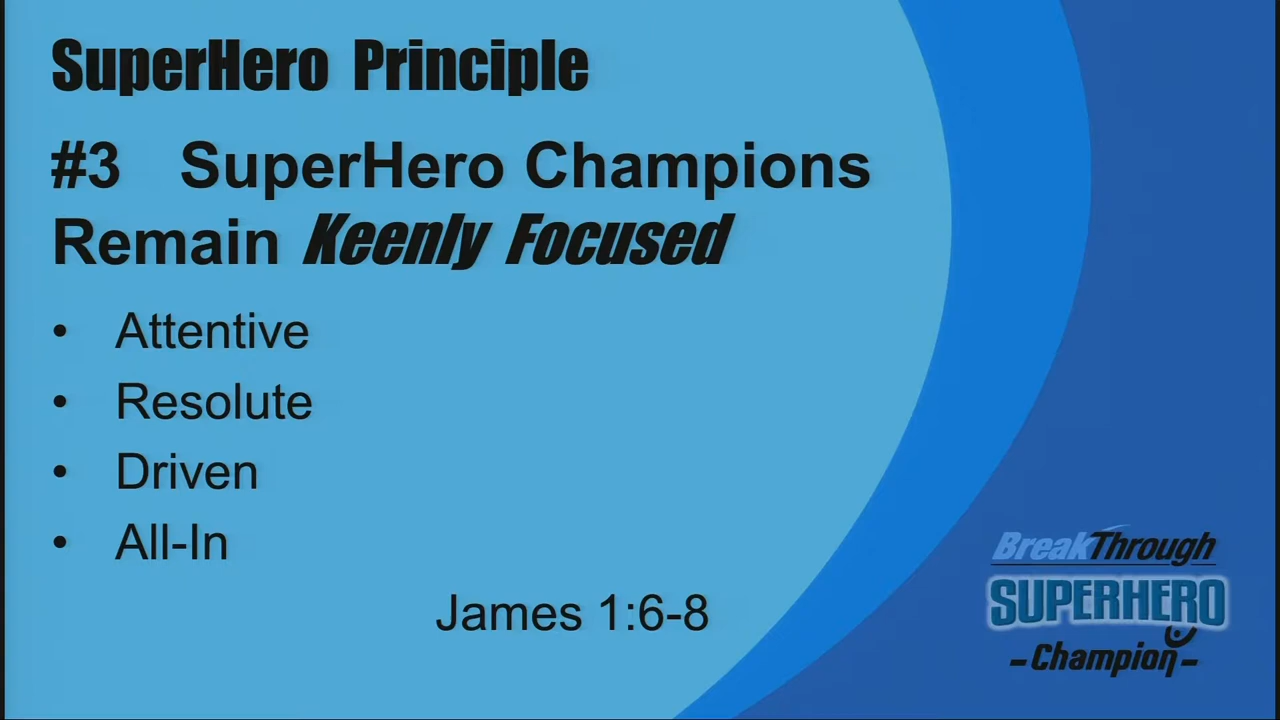 SuperHero Principle
#3 SuperHero Champions
Remain Keenly Focused
• Attentive
• Resolute
• Driven
• All-In
James 1:6-8
BreakThrough
SUPERHERO
-Champion-